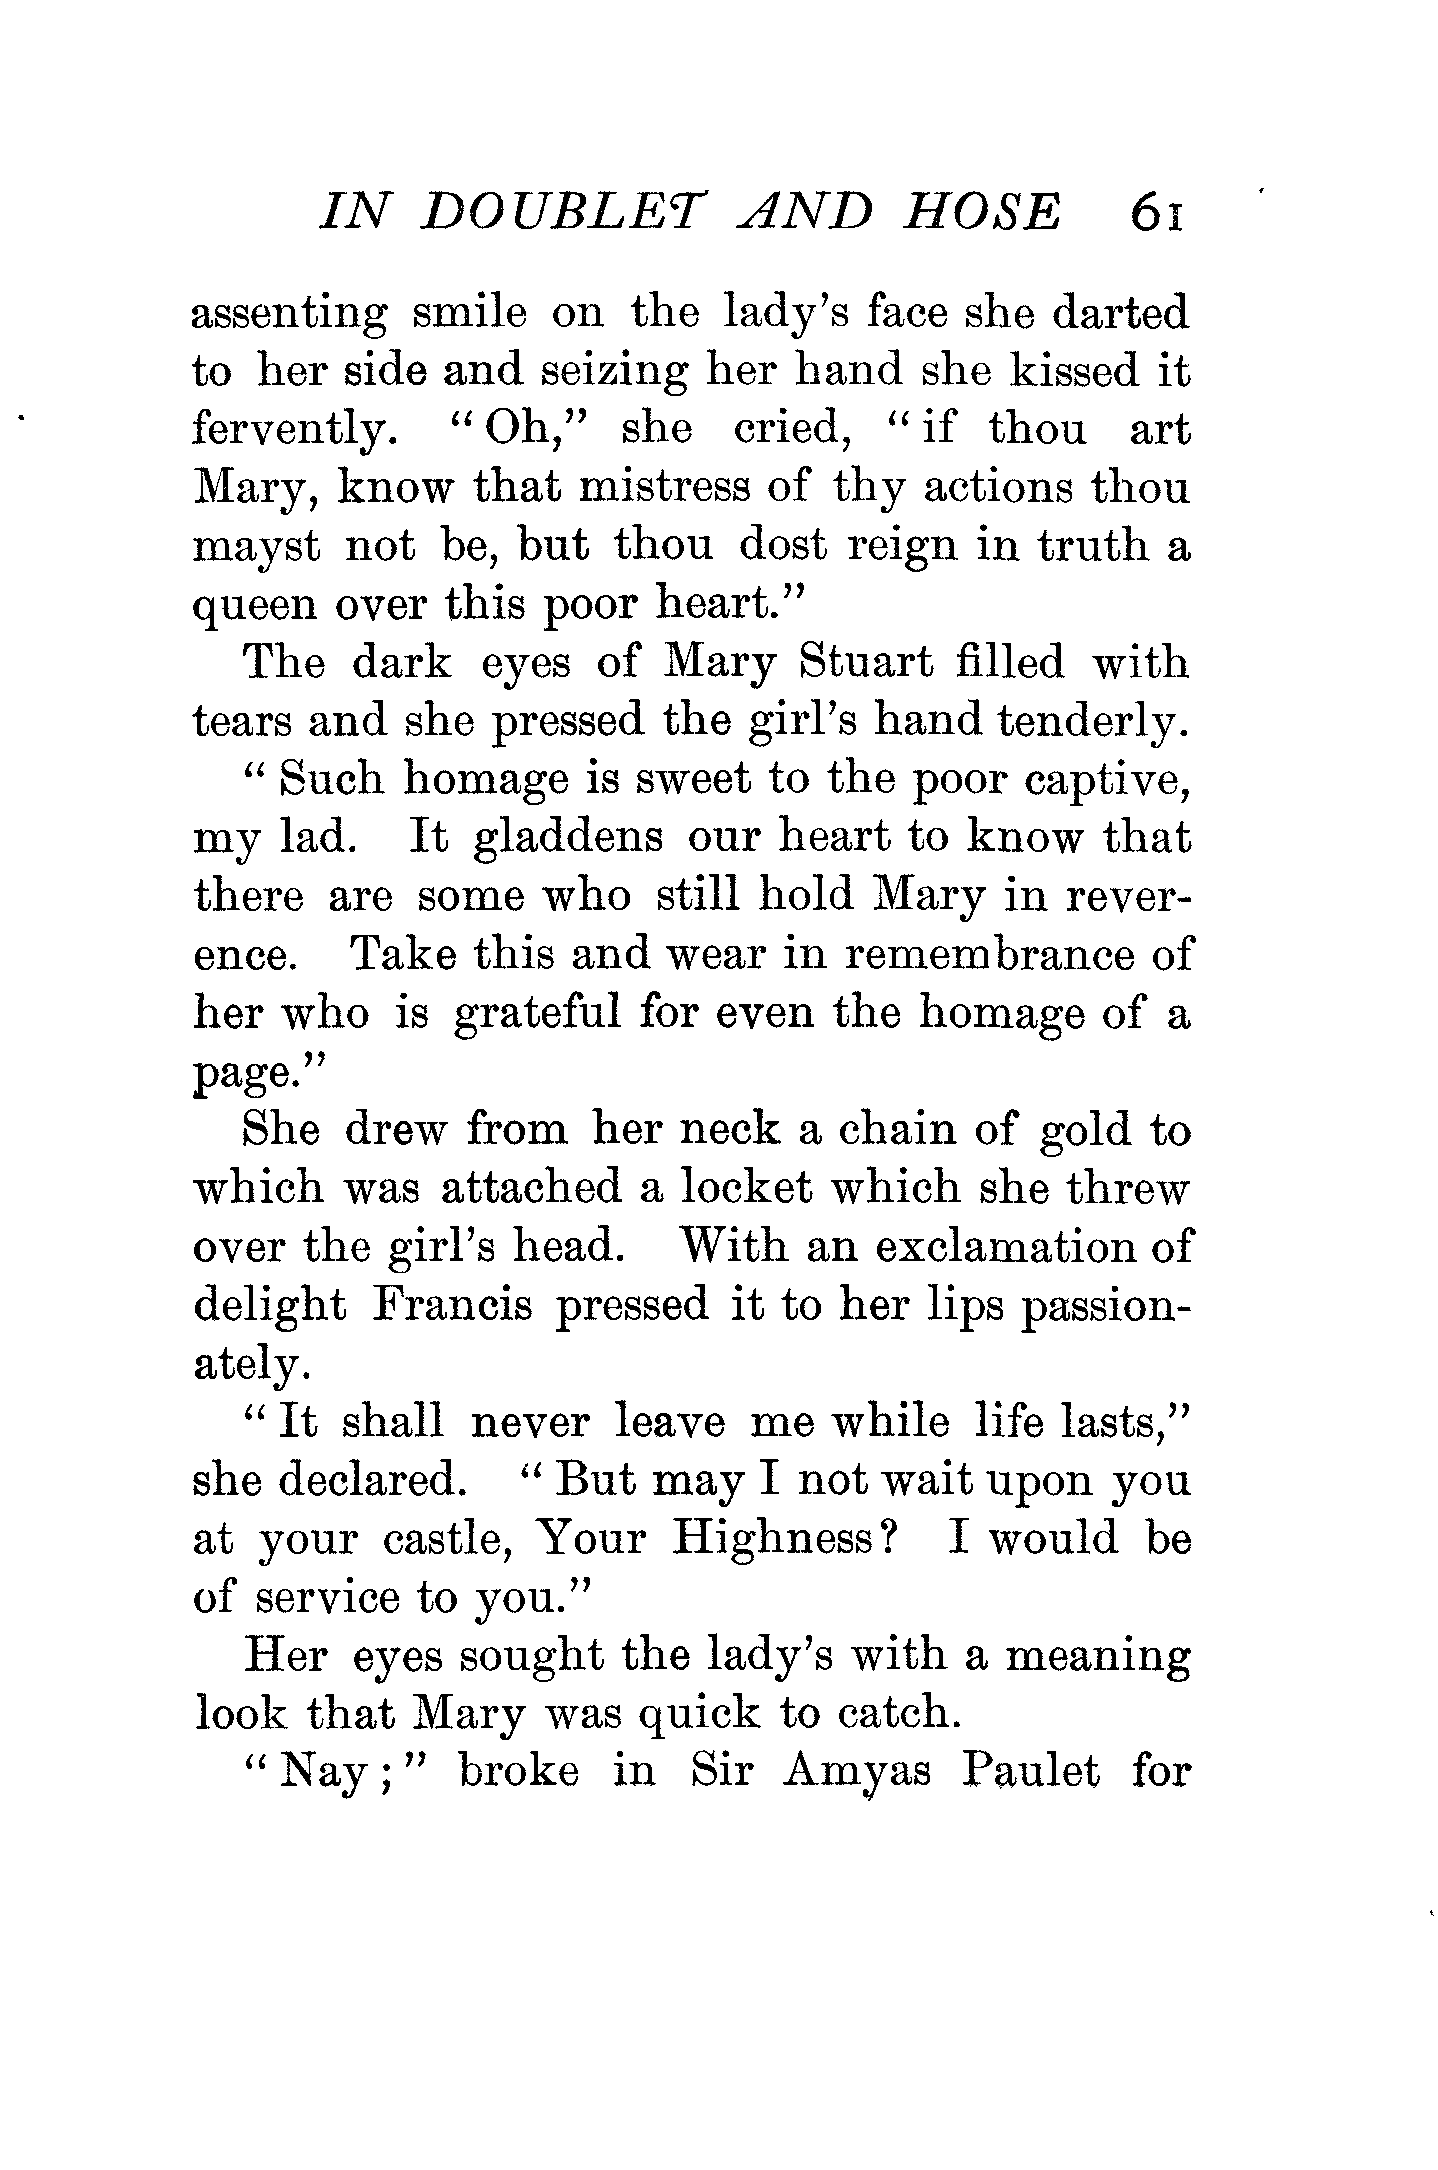 IN DOUBLET AND HOSE 61
assenting smile on the lady's face she darted
to her side and seizing her hand she kissed it
fervently. "Oh," she cried, "if thou art
Mary, know that mistress of thy actions thou
mayst not be, but thou dost reign in truth a
queen over this poor heart."
The dark eyes of Mary Stuart filled with
tears and she pressed the girl's hand tenderly.
"Such homage is sweet to the poor captive,
my lad. It gladdens our heart to know that
there are some who still hold Mary in rever-
ence. Take this and wear in remembrance of
her who is grateful for even the homage of a
page."
She drew from her neck a chain of gold to
which was attached a locket which she threw
over the girl's head. With an exclamation of
delight Francis pressed it to her lips passion-
ately.
"It shall never leave me while life lasts,"
she declared. "But may I not wait upon you
at your castle, Your Highness? I would be
of service to you."
Her eyes sought the lady's with a meaning
look that Mary was quick to catch.
"Nay;" broke in Sir Amyas Paulet for